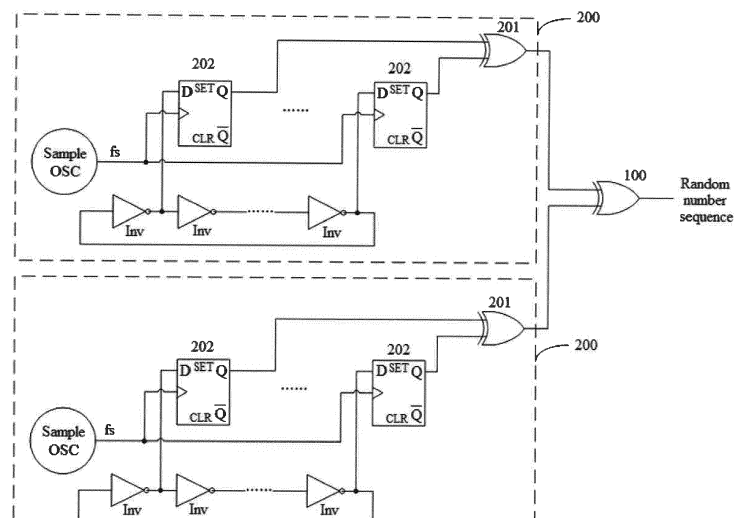 200
201
202
202
D SET Q
......
D SET Q
CLR Q
CLR Q
Sample
OSC
fs
100
Random
number
sequence
......
Inv
Inv
Inv
201
200
202
202
D SET Q
......
D SET Q
CLR Q
CLR Q
Sample
OSC
fs
......
Inv
Inv
Inv